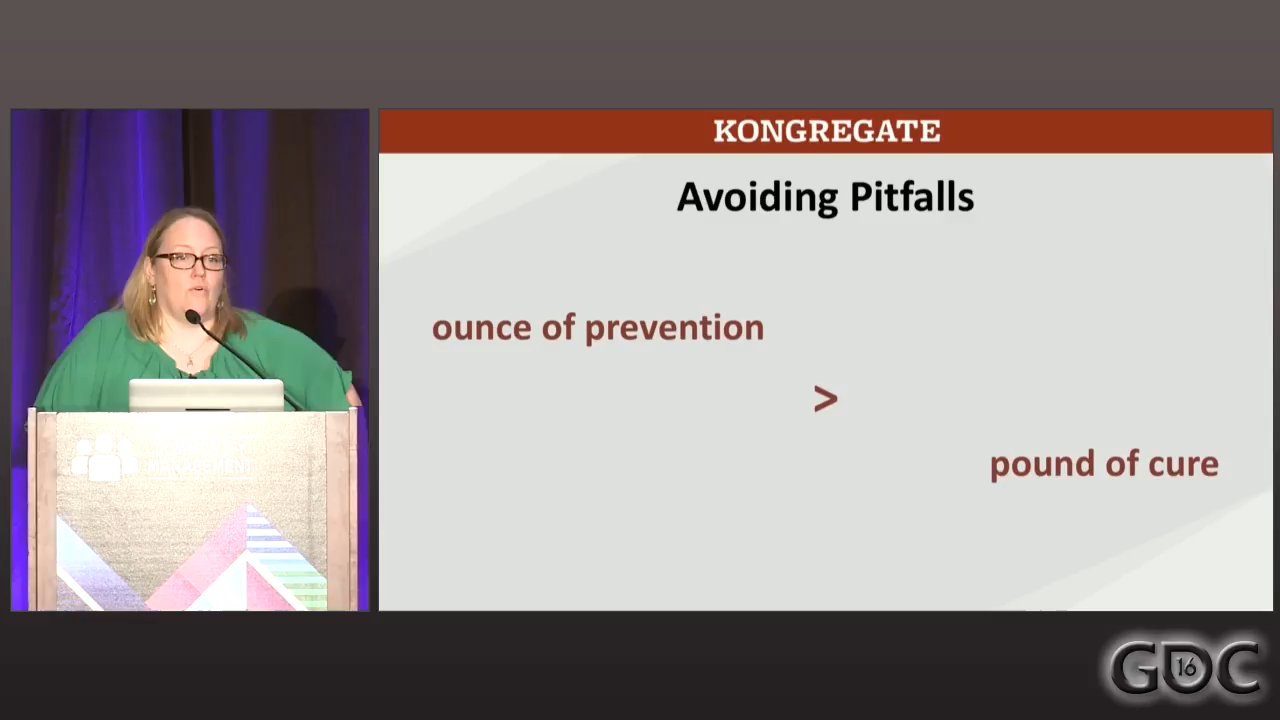 KONGREGATE
Avoiding Pitfalls
ounce of prevention
>
pound of cure
GDC
16